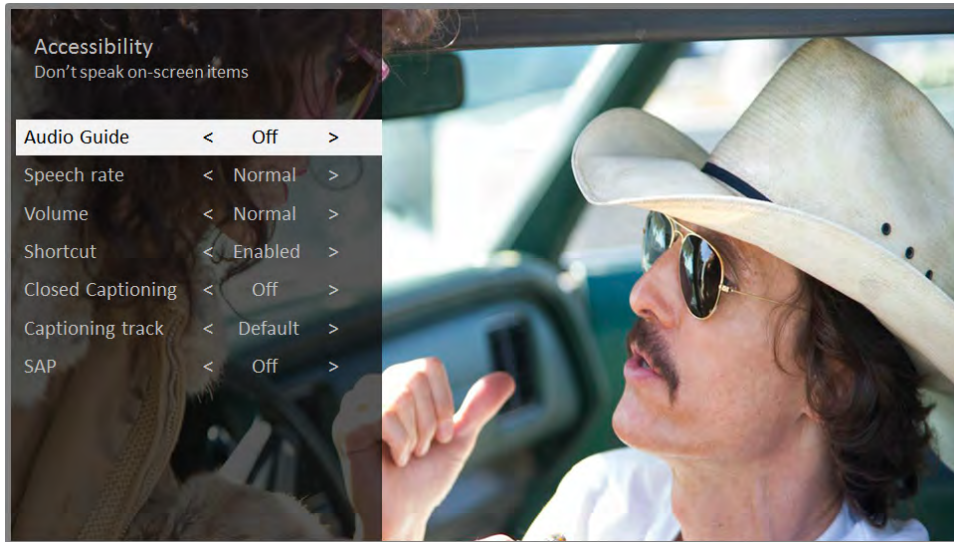 Accessibility
Don't speak on-screen items
Audio Guide < Off >
Speech rate < Normal >
Volume < Normal >
Shortcut < Enabled >
Closed Captioning < Off >
Captioning track < Default >
SAP < Off >